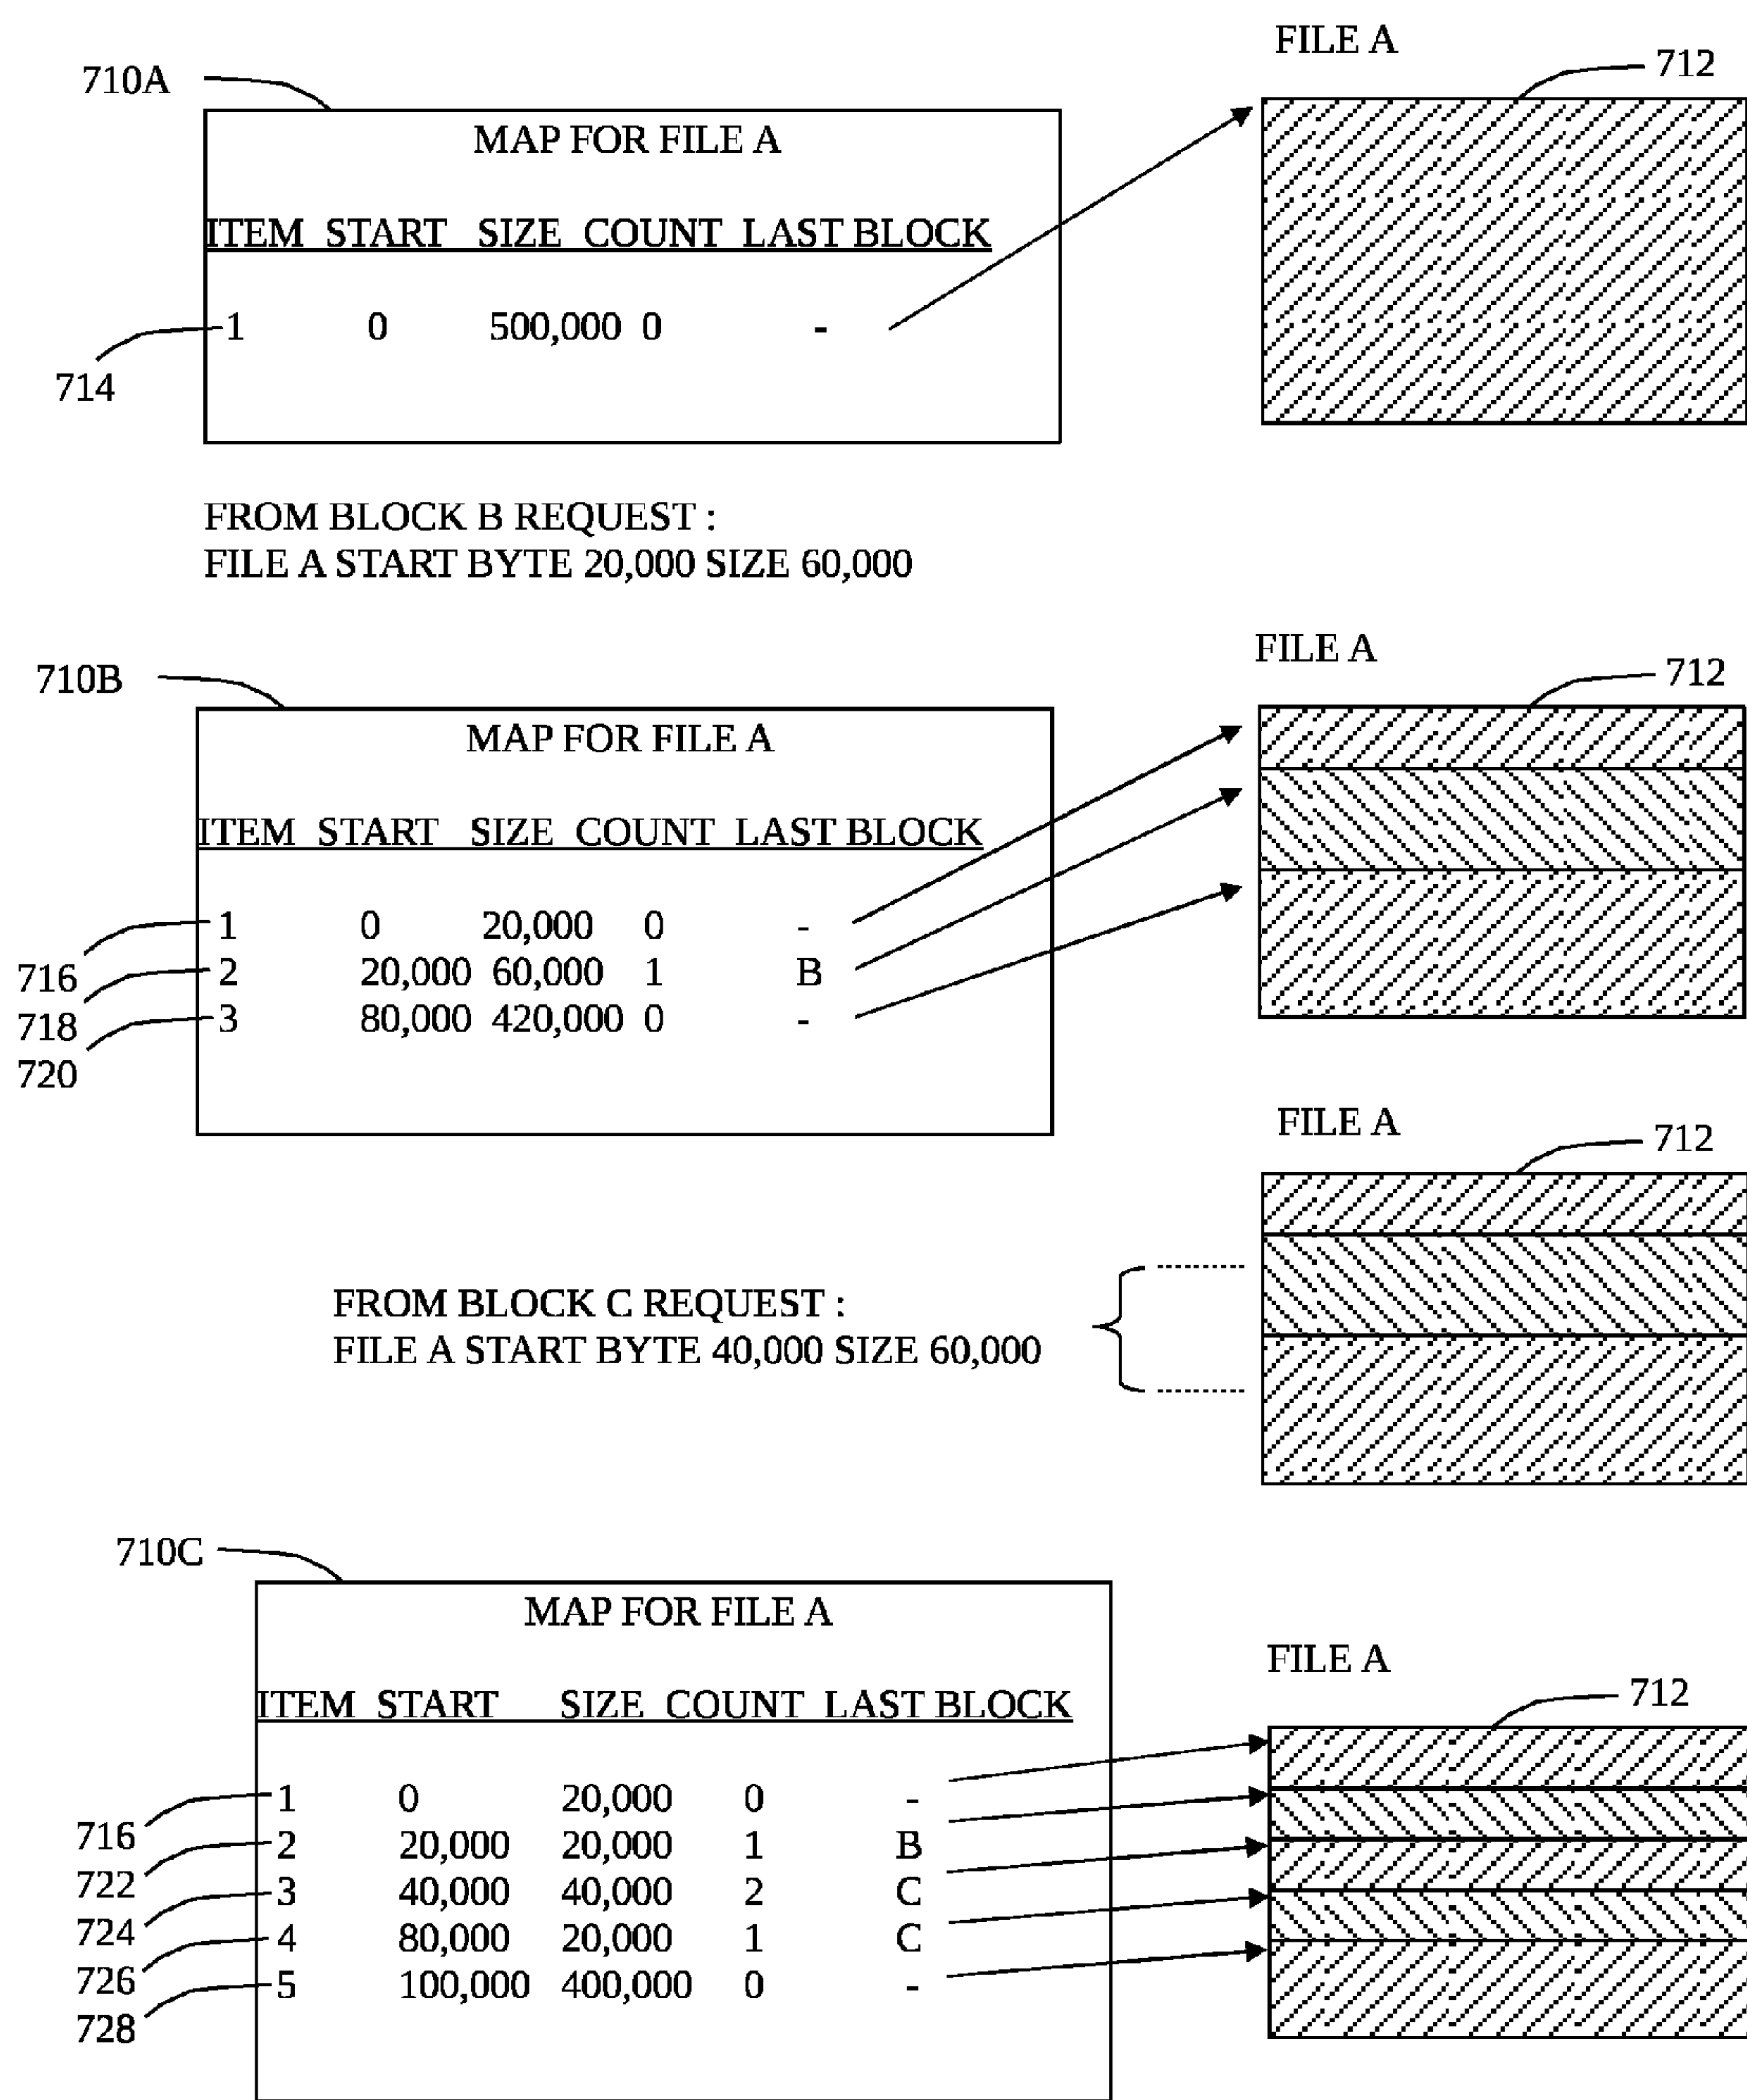 FILE A
712
710A
MAP FOR FILE A
ITEM START SIZE COUNT LAST BLOCK
1 0 500,000 0 -
714
FROM BLOCK B REQUEST :
FILE A START BYTE 20,000 SIZE 60,000
FILE A
712
710B
MAP FOR FILE A
ITEM START SIZE COUNT LAST BLOCK
1 0 20,000 0 -
716
2 20,000 60,000 1 B
718
3 80,000 420,000 0 -
720
FILE A
712
FROM BLOCK C REQUEST :
FILE A START BYTE 40,000 SIZE 60,000
710C
MAP FOR FILE A
FILE A
712
ITEM START SIZE COUNT LAST BLOCK
1 0 20,000 0 -
716
2 20,000 20,000 1 B
722
3 40,000 40,000 2 C
724
4 80,000 20,000 1 C
726
5 100,000 400,000 0 -
728